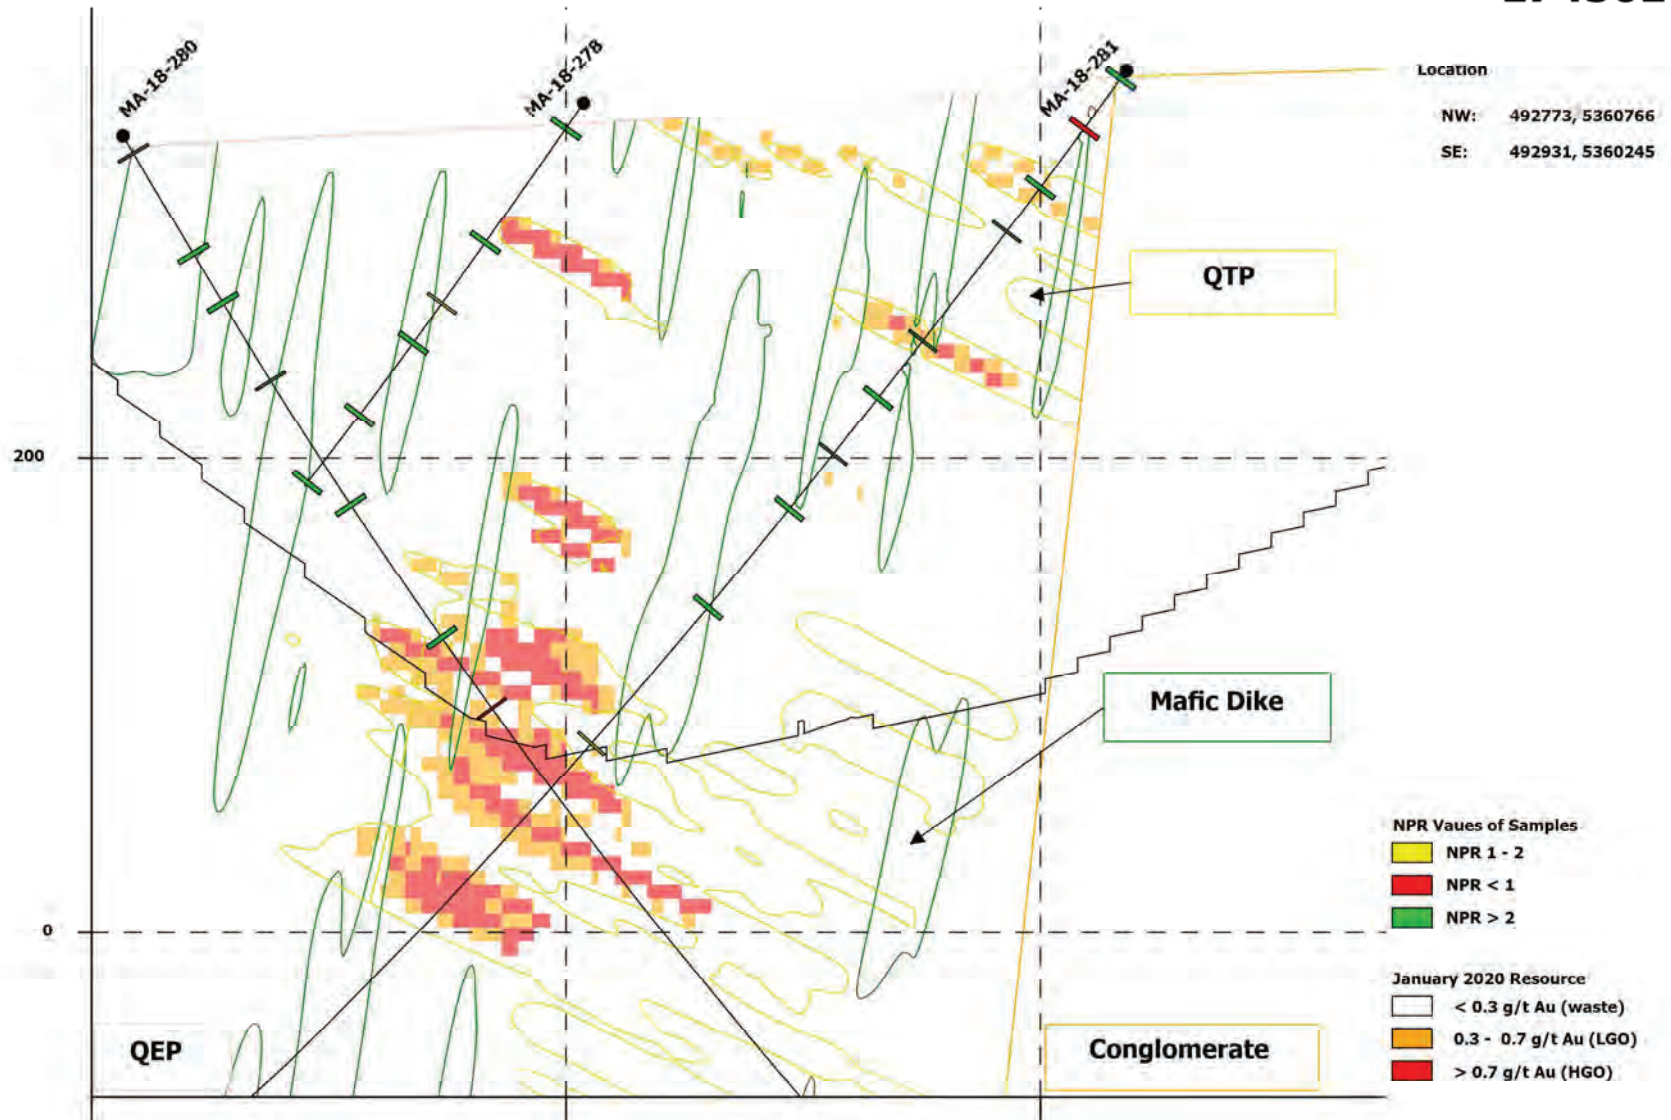 MA-18-280
MA-18-278
MA-18-281
Location
NW: 492773, 5360766
SE: 492931, 5360245
QTP
200
Mafic Dike
NPR Vaues of Samples
NPR 1 - 2
NPR < 1
NPR > 2
0
January 2020 Resource
< 0.3 g/t Au (waste)
0.3 - 0.7 g/t Au (LGO)
> 0.7 g/t Au (HGO)
QEP
Conglomerate